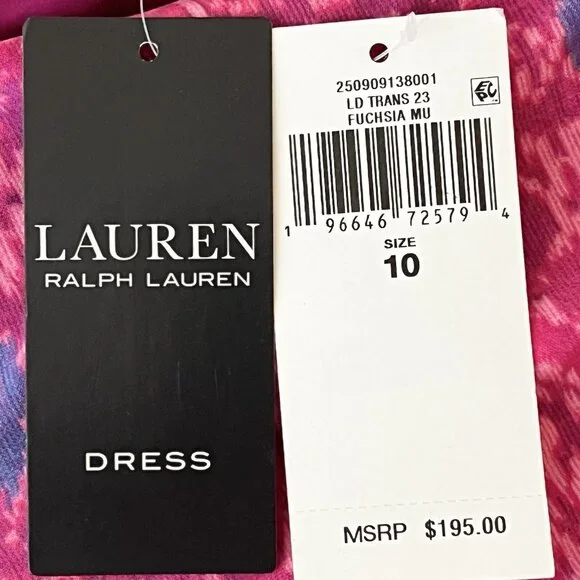 LAUREN
RALPH LAUREN
DRESS
250909138001
LD TRANS 23
FUCHSIA MU
EPC
1 96646 72579 4
SIZE
10
MSRP $195.00